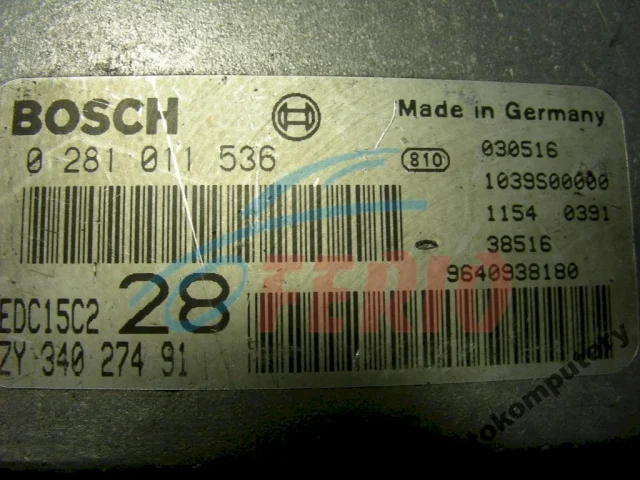 BOSCH
Made in Germany
0 281 011 536
810
030516
1039S00000
1154 0391
38516
9640938180
EDC15C2 28
ZY 340 274 91
FERIO